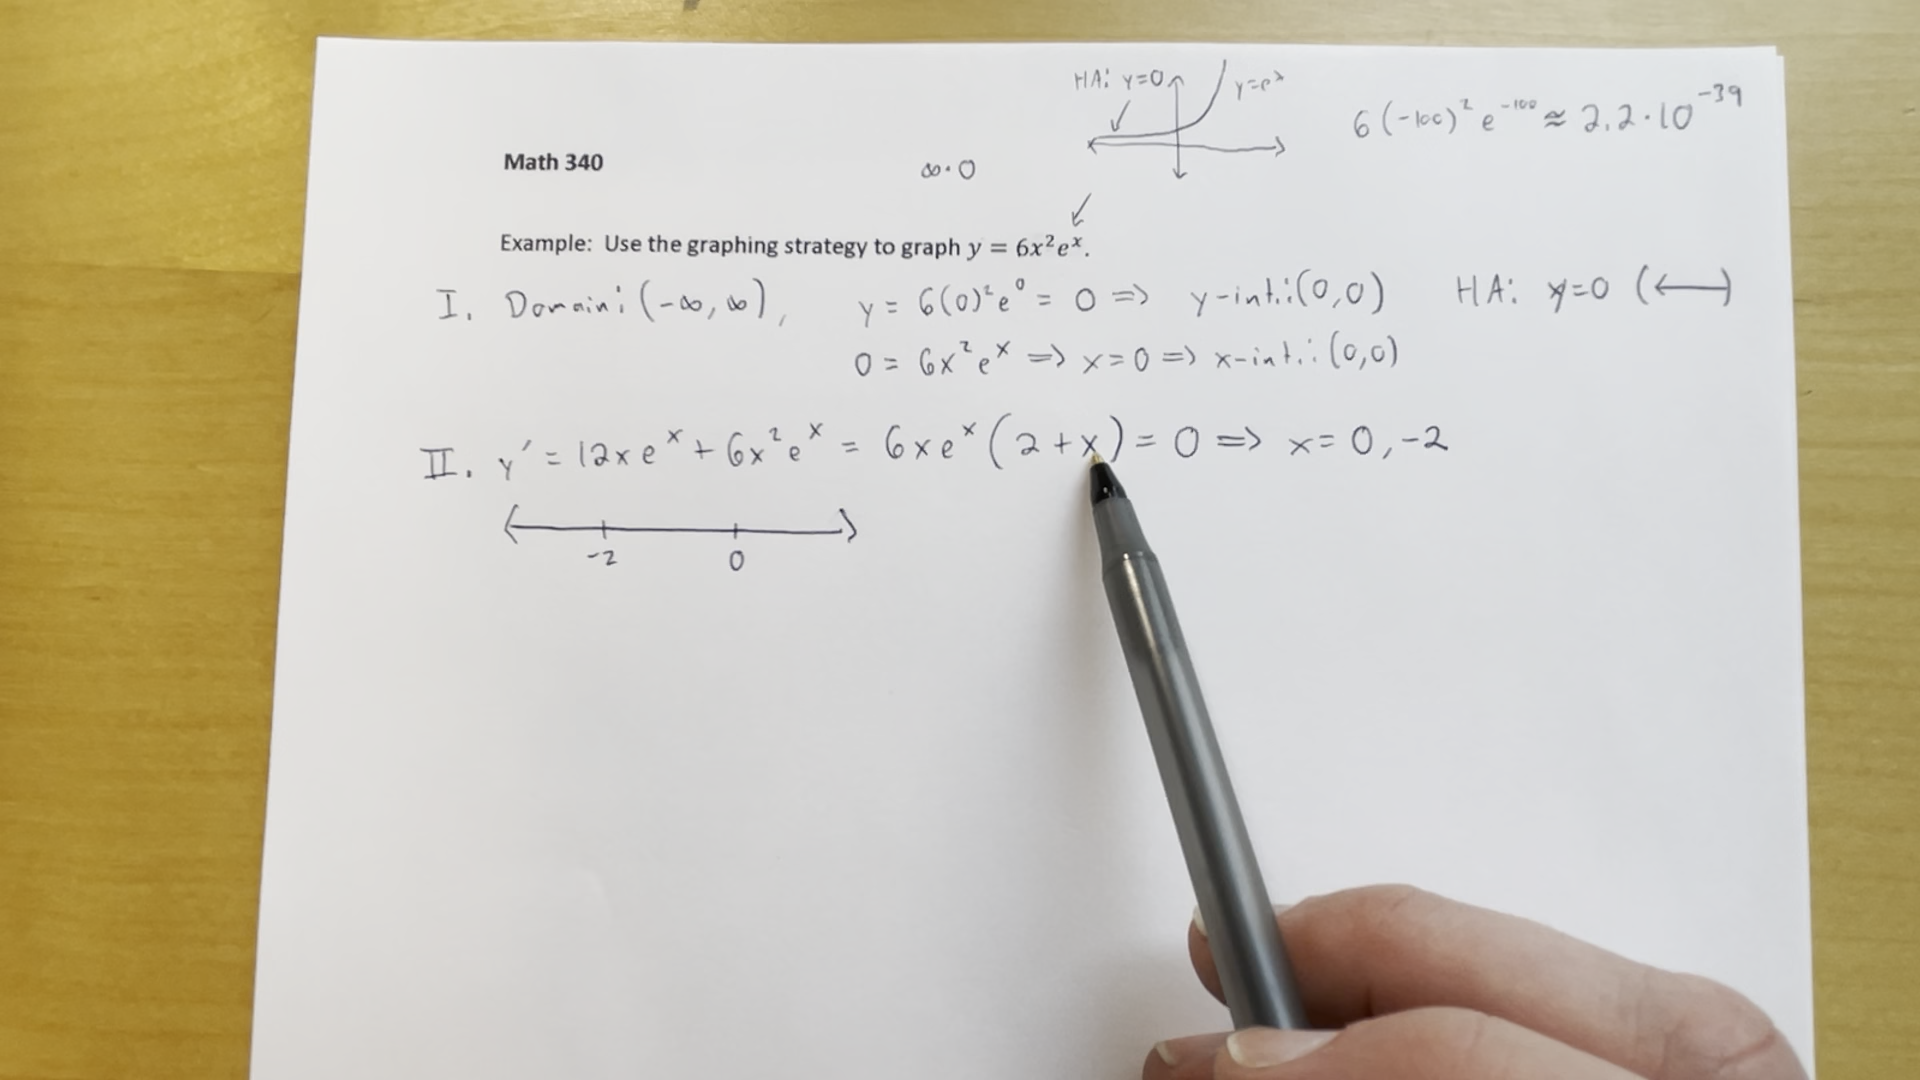 HA: y=0
y=eˣ
6(-100)² e⁻¹⁰⁰ ≈ 2.2·10⁻³⁹
Math 340
∞·0
Example: Use the graphing strategy to graph y = 6x²eˣ.
I. Domain: (-∞, ∞), y = 6(0)²e⁰ = 0 => y-int.: (0,0) HA: y=0 (←)
0 = 6x²eˣ => x=0 => x-int.: (0,0)
II. y′ = 12xeˣ + 6x²eˣ = 6xeˣ(2+x) = 0 => x=0,-2
-2 0